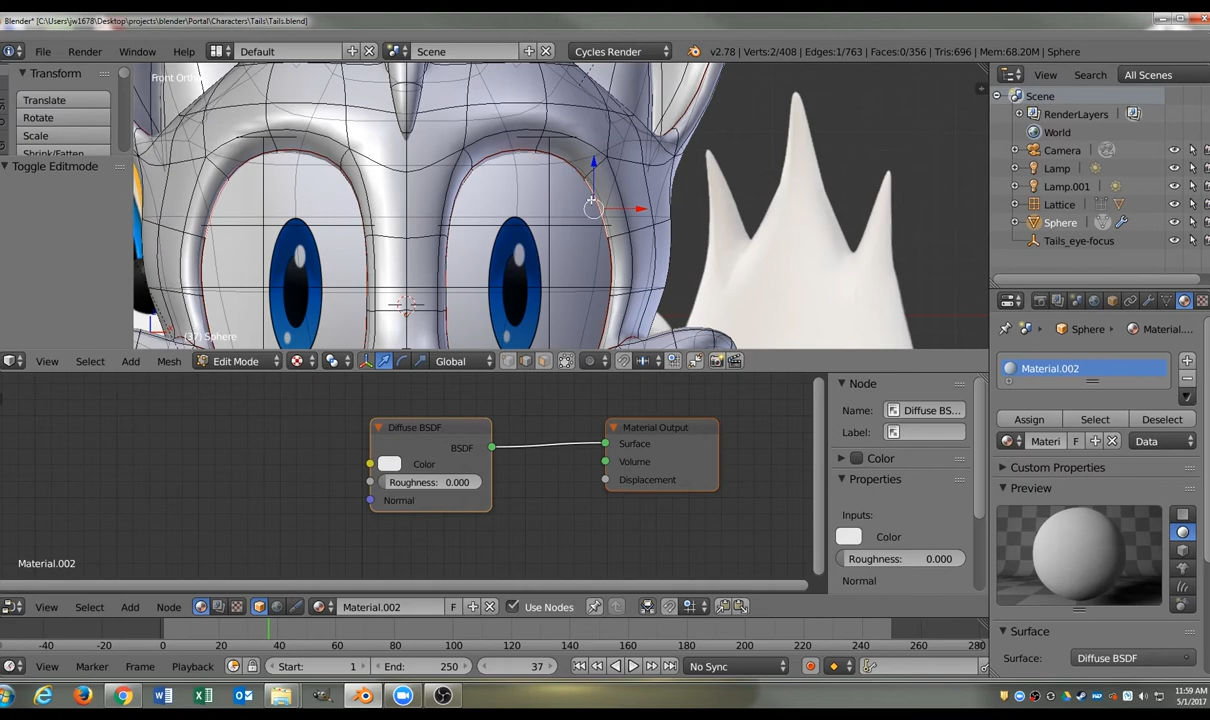 Blender* [C:\Users\jw1678\Desktop\projects\blender\Portal\Characters\Tails\Tails.blend]
File Render Window Help Default Scene Cycles Render v2.78 | Verts:2/408 | Edges:1/763 | Faces:0/356 | Tris:696 | Mem:68.20M | Sphere
Transform
Translate
Rotate
Scale
Shrink/Fatten
Toggle Editmode
Front Ortho
(37) Sphere
View Select Add Mesh Edit Mode Global
View Search All Scenes
Scene
RenderLayers
World
Camera
Lamp
Lamp.001
Lattice
Sphere
Tails_eye-focus
Sphere Material....
Material.002
Assign Select Deselect
Materi F Data
Custom Properties
Preview
Surface
Surface: Diffuse BSDF
Diffuse BSDF
BSDF
Color
Roughness: 0.000
Normal
Material Output
Surface
Volume
Displacement
Material.002
Node
Name: Diffuse BS...
Label:
Color
Properties
Inputs:
Color
Roughness: 0.000
Normal
View Select Add Node Material.002 F Use Nodes
-40 -20 0 20 40 60 80 100 120 140 160 180 200 220 240 260 280
View Marker Frame Playback Start: 1 End: 250 37 No Sync
11:59 AM
5/1/2017